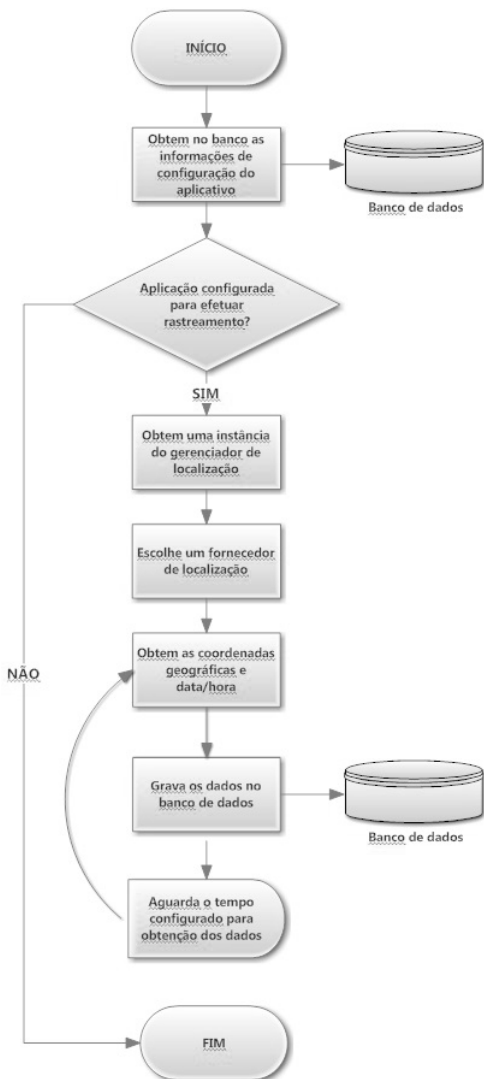 INÍCIO
Obtem no banco as
informações de
configuração do
aplicativo
Banco de dados
Aplicação configurada
para efetuar
rastreamento?
SIM
Obtem uma instância
do gerenciador de
localização
Escolhe um fornecedor
de localização
Obtem as coordenadas
geográficas e
data/hora
NÃO
Grava os dados no
banco de dados
Banco de dados
Aguarda o tempo
configurado para
obtenção dos dados
FIM